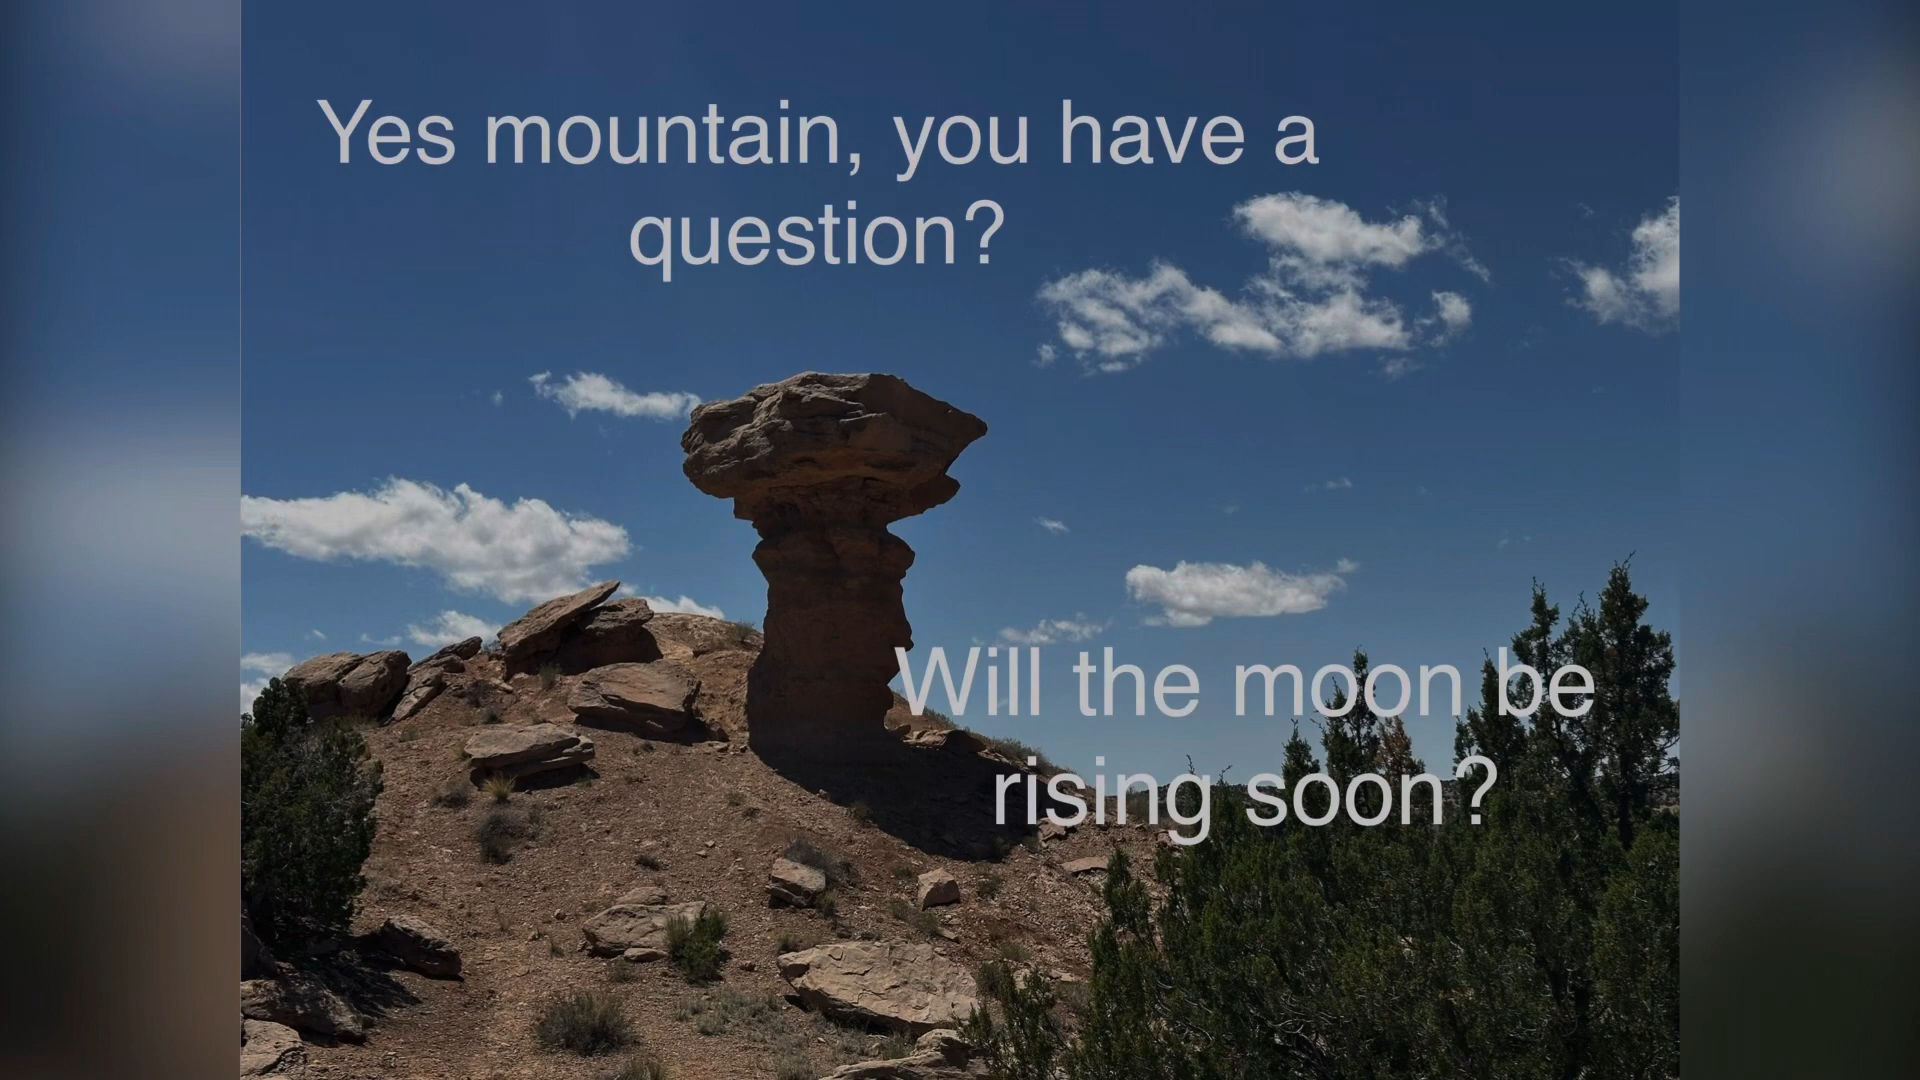 Yes mountain, you have a
question?
Will the moon be
rising soon?